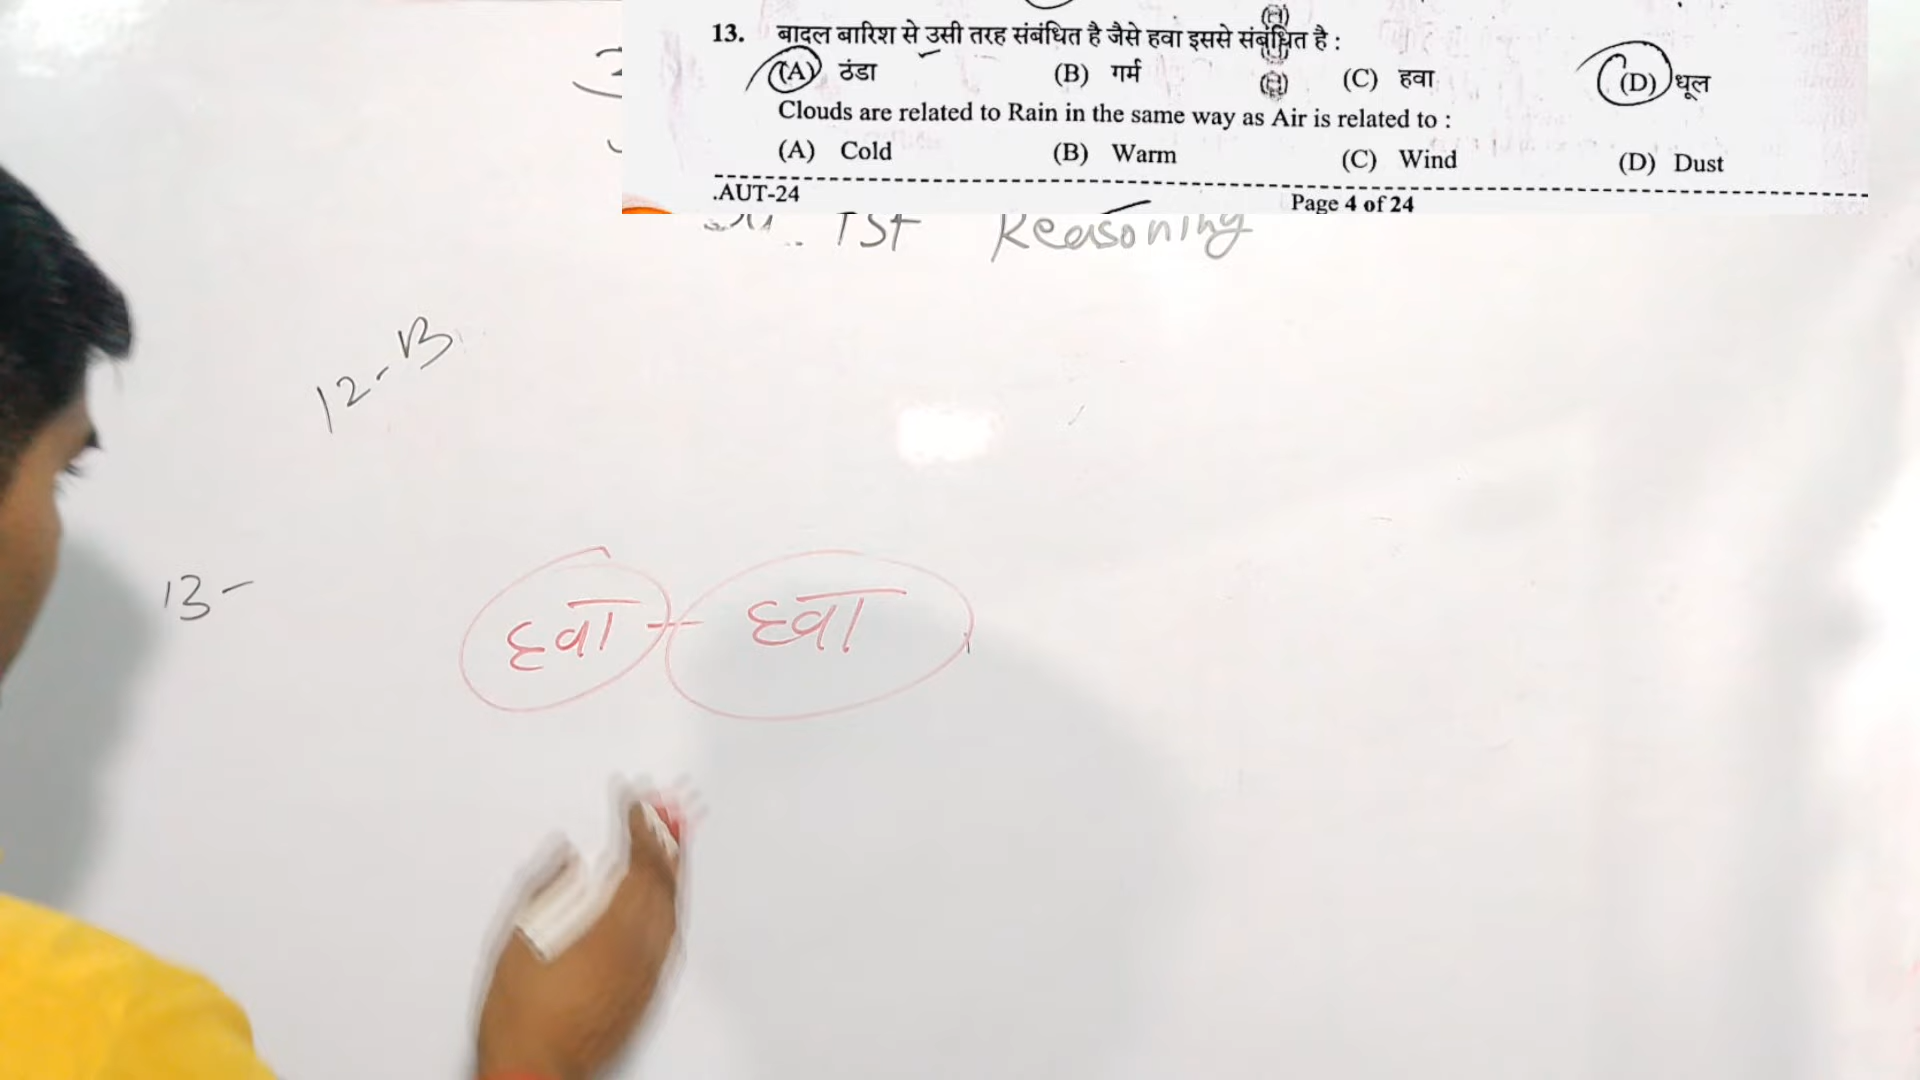 13. बादल बारिश से उसी तरह संबंधित है जैसे हवा इससे संबंधित है :
(A) ठंडा (B) गर्म (C) हवा (D) धूल
Clouds are related to Rain in the same way as Air is related to :
(A) Cold (B) Warm (C) Wind (D) Dust
.AUT-24 Page 4 of 24
Reasoning
12-B
13-
हवा - हवा